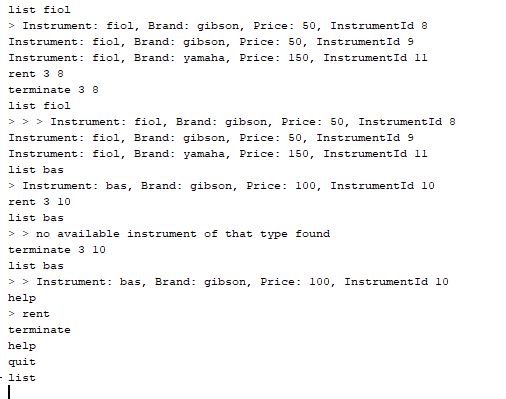 list fiol
> Instrument: fiol, Brand: gibson, Price: 50, InstrumentId 8
Instrument: fiol, Brand: gibson, Price: 50, InstrumentId 9
Instrument: fiol, Brand: yamaha, Price: 150, InstrumentId 11
rent 3 8
terminate 3 8
list fiol
> > > Instrument: fiol, Brand: gibson, Price: 50, InstrumentId 8
Instrument: fiol, Brand: gibson, Price: 50, InstrumentId 9
Instrument: fiol, Brand: yamaha, Price: 150, InstrumentId 11
list bas
> Instrument: bas, Brand: gibson, Price: 100, InstrumentId 10
rent 3 10
list bas
> > no available instrument of that type found
terminate 3 10
list bas
> > Instrument: bas, Brand: gibson, Price: 100, InstrumentId 10
help
> rent
terminate
help
quit
list